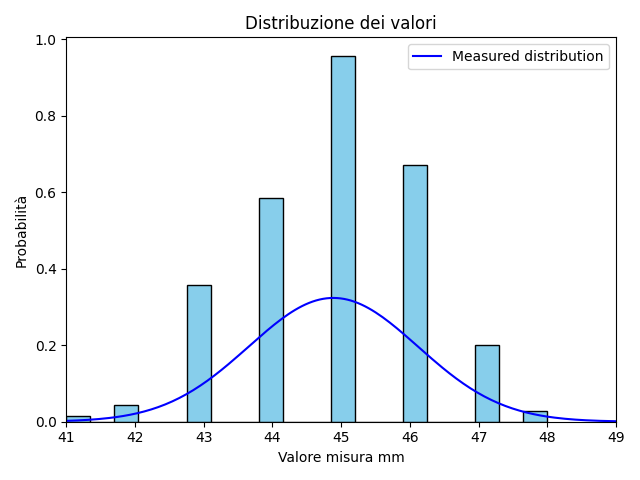 Distribuzione dei valori
Measured distribution
1.0
0.8
0.6
0.4
0.2
0.0
Probabilità
41 42 43 44 45 46 47 48 49
Valore misura mm